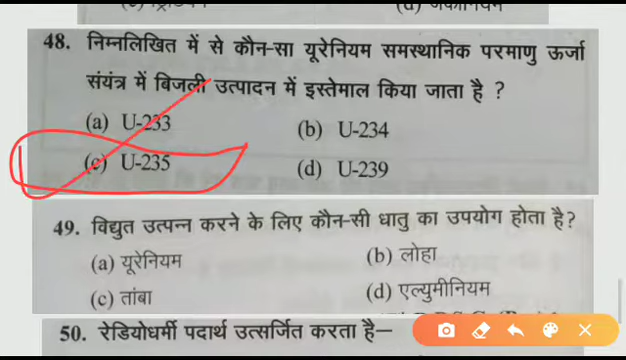 48. निम्नलिखित में से कौन-सा यूरेनियम समस्थानिक परमाणु ऊर्जा
संयंत्र में बिजली उत्पादन में इस्तेमाल किया जाता है ?
(a) U-233
(b) U-234
(c) U-235
(d) U-239
49. विद्युत उत्पन्न करने के लिए कौन-सी धातु का उपयोग होता है?
(a) यूरेनियम
(b) लोहा
(c) तांबा
(d) एल्युमीनियम
50. रेडियोधर्मी पदार्थ उत्सर्जित करता है–